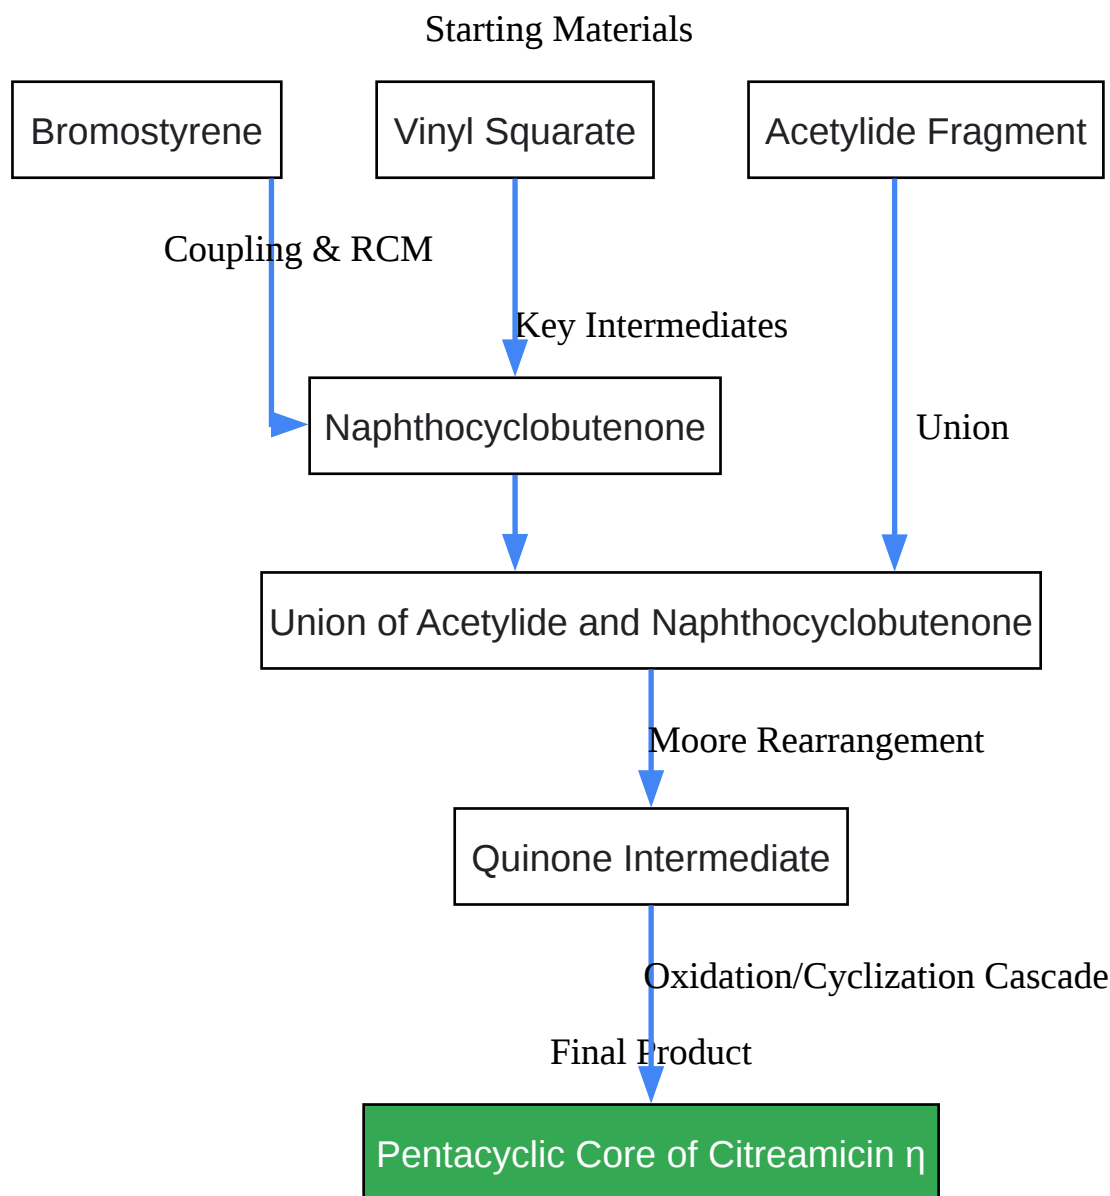 Starting Materials
Bromostyrene
Vinyl Squarate
Acetylide Fragment
Coupling & RCM
Key Intermediates
Naphthocyclobutenone
Union
Union of Acetylide and Naphthocyclobutenone
Moore Rearrangement
Quinone Intermediate
Oxidation/Cyclization Cascade
Final Product
Pentacyclic Core of Citreamicin η